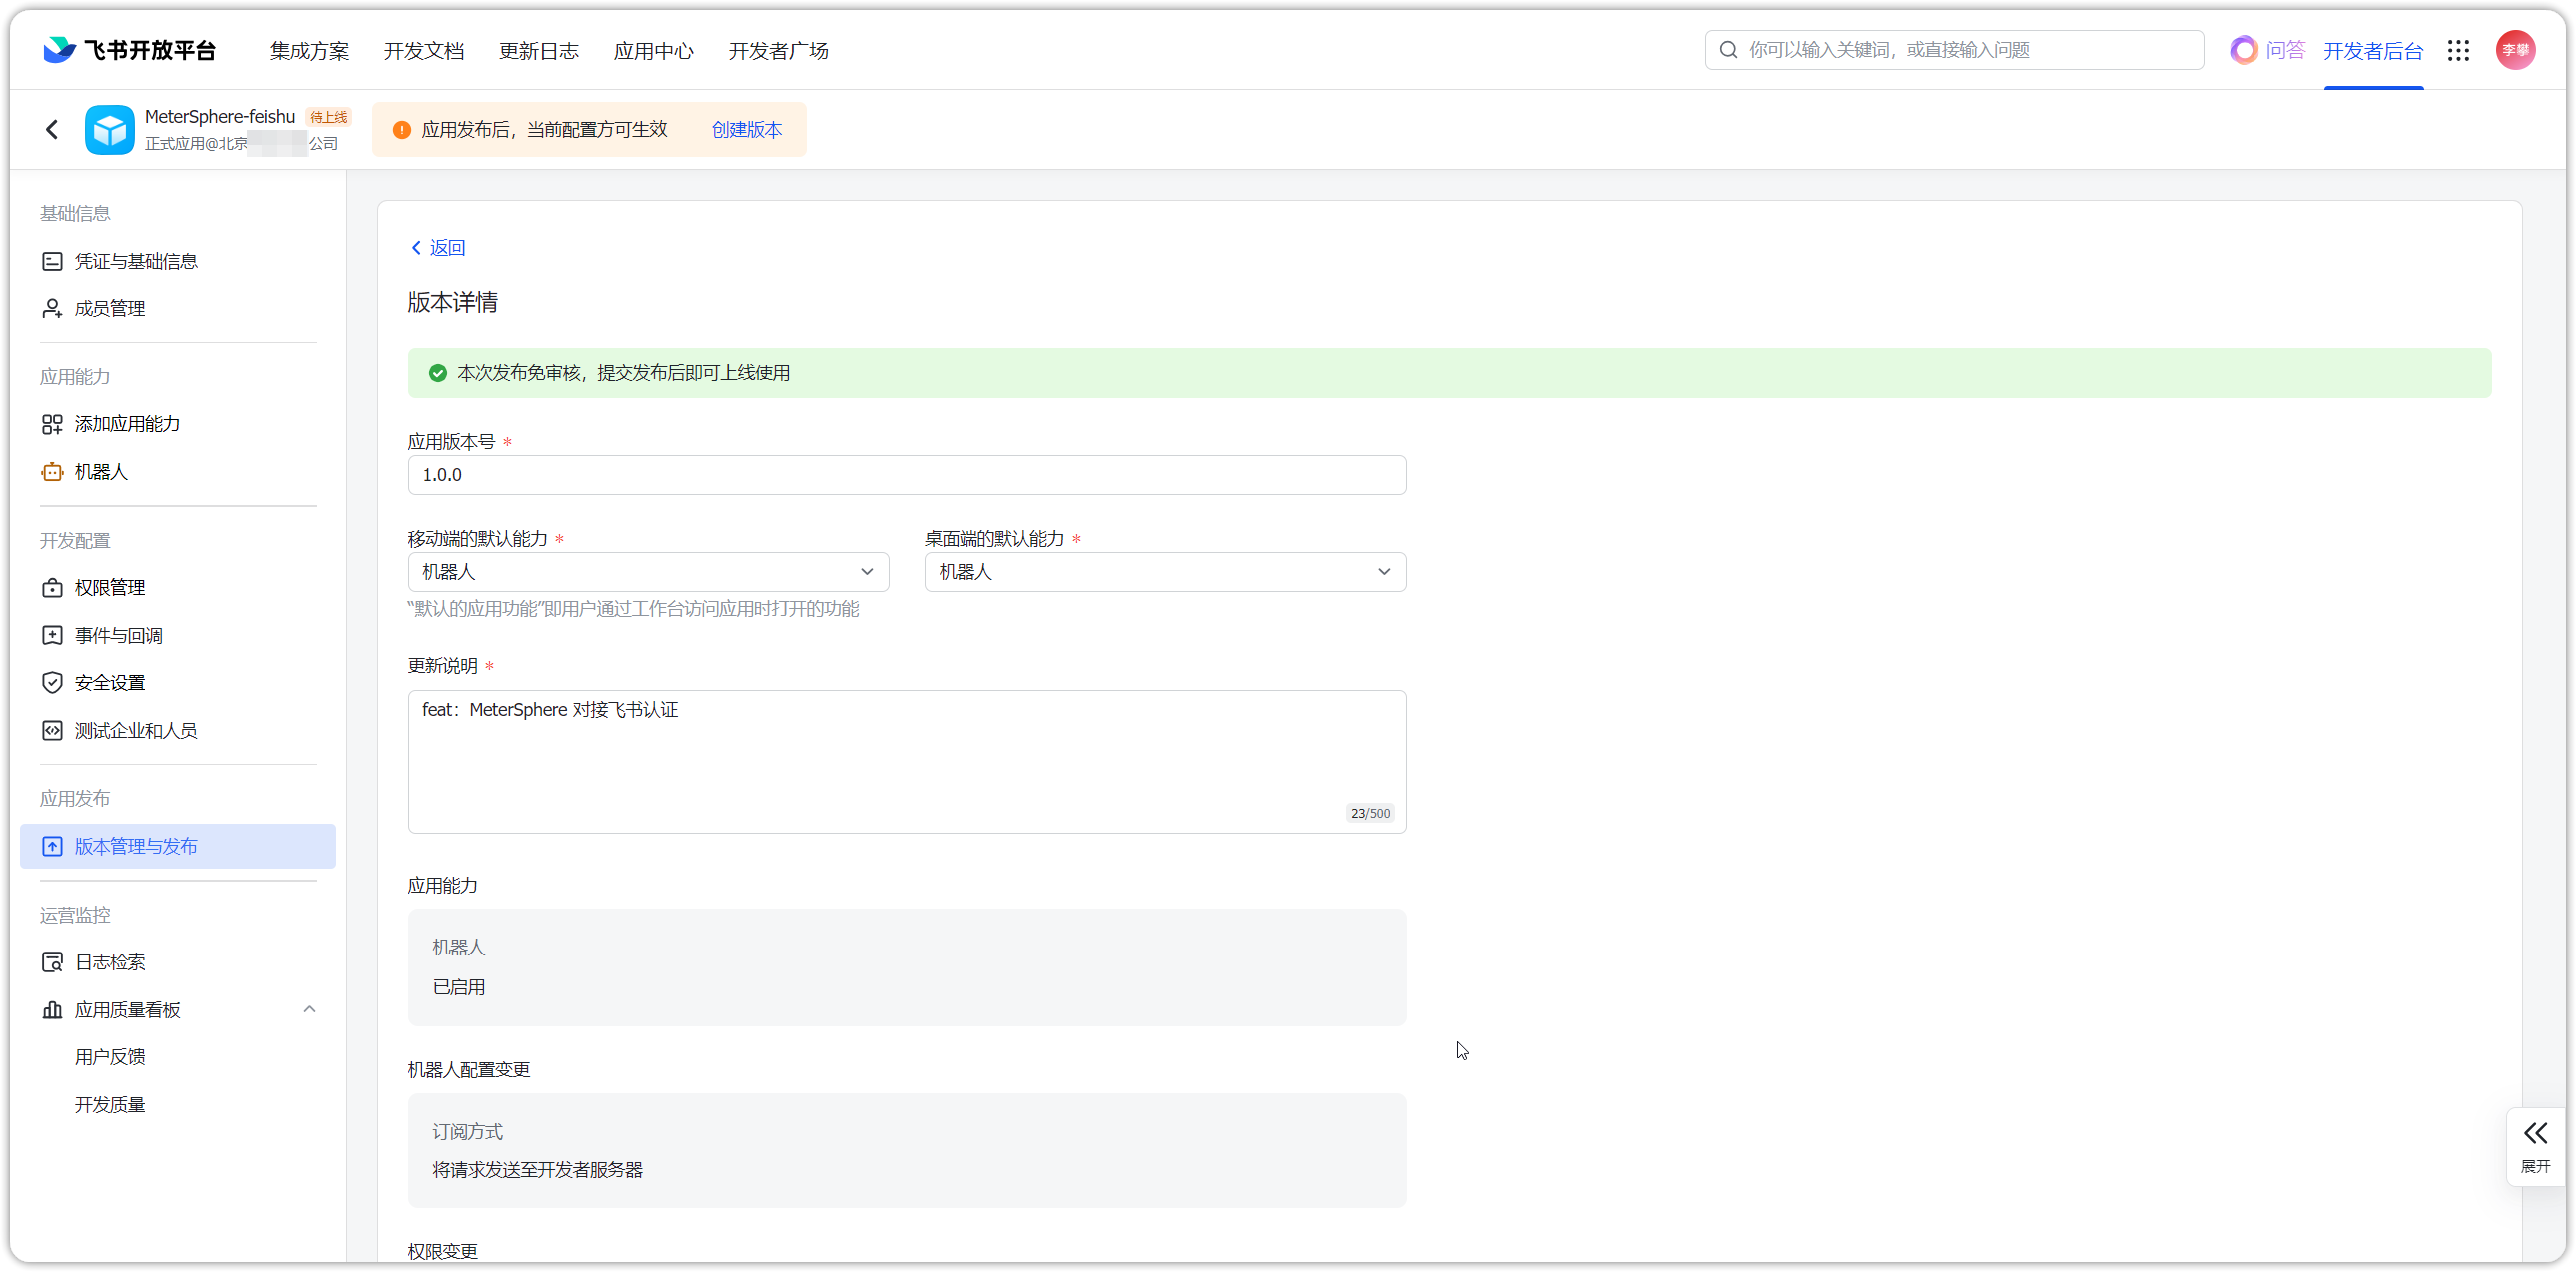 飞书开放平台
集成方案
开发文档
更新日志
应用中心
开发者广场
你可以输入关键词，或直接输入问题
问答
开发者后台
李攀
MeterSphere-feishu
待上线
正式应用@北京
公司
应用发布后，当前配置方可生效
创建版本
基础信息
凭证与基础信息
成员管理
应用能力
添加应用能力
机器人
开发配置
权限管理
事件与回调
安全设置
测试企业和人员
应用发布
版本管理与发布
运营监控
日志检索
应用质量看板
用户反馈
开发质量
返回
版本详情
本次发布免审核，提交发布后即可上线使用
应用版本号 *
1.0.0
移动端的默认能力 *
桌面端的默认能力 *
机器人
机器人
“默认的应用功能”即用户通过工作台访问应用时打开的功能
更新说明 *
feat：MeterSphere 对接飞书认证
23/500
应用能力
机器人
已启用
机器人配置变更
订阅方式
将请求发送至开发者服务器
权限变更
展开